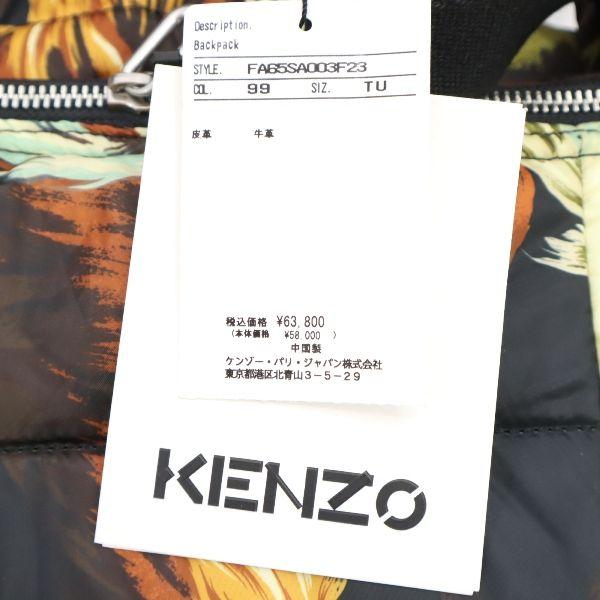 Description.
Backpack
STYLE. FA65SA003F23
COL. 99 SIZ. TU
皮革 牛革
税込価格 ¥63,800
(本体価格 ¥58,000 )
中国製
ケンゾー・パリ・ジャパン株式会社
東京都港区北青山3-5-29
KENZO